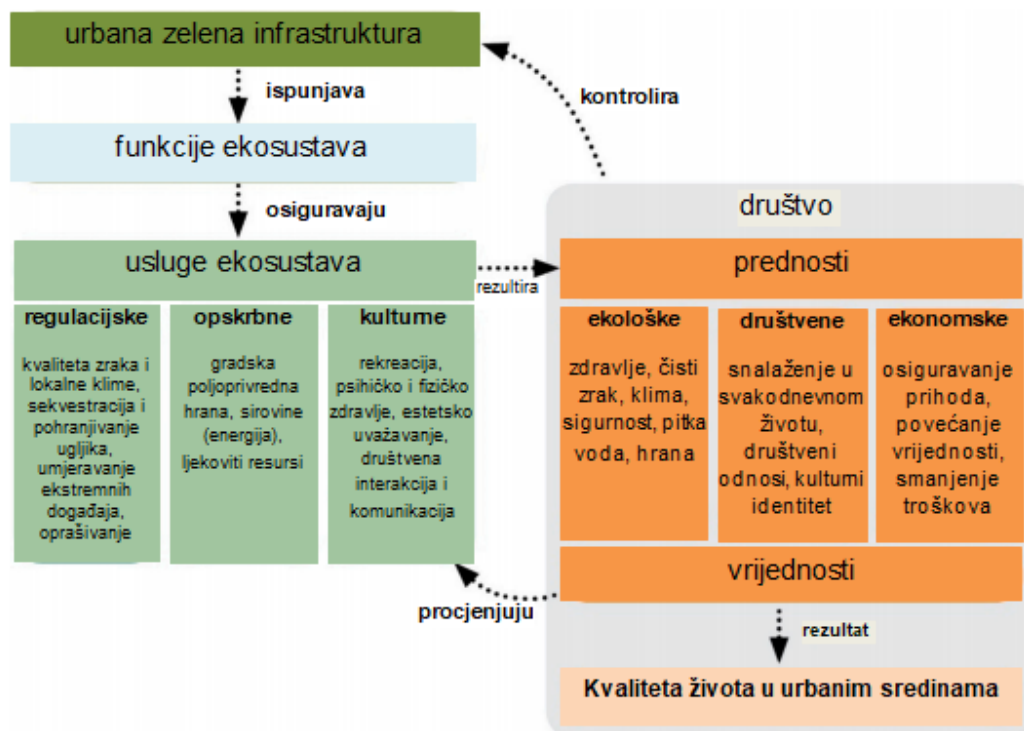 urbana zelena infrastruktura
ispunjava
kontrolira
funkcije ekosustava
osiguravaju
društvo
usluge ekosustava
rezultira
prednosti
regulacijske
kvaliteta zraka i
lokalne klime,
sekvestracija i
pohranjivanje
ugljika,
umjeravanje
ekstremnih
događaja,
oprašivanje
opskrbne
gradska
poljoprivredna
hrana, sirovine
(energija),
ljekoviti resursi
kulturne
rekreacija,
psihičko i fizičko
zdravlje, estetsko
uvažavanje,
društvena
interakcija i
komunikacija
ekološke
zdravlje, čisti
zrak, klima,
sigurnost, pitka
voda, hrana
društvene
snalaženje u
svakodnevnom
životu,
društveni
odnosi, kulturni
identitet
ekonomske
osiguravanje
prihoda,
povećanje
vrijednosti,
smanjenje
troškova
vrijednosti
procjenjuju
rezultat
Kvaliteta života u urbanim sredinama